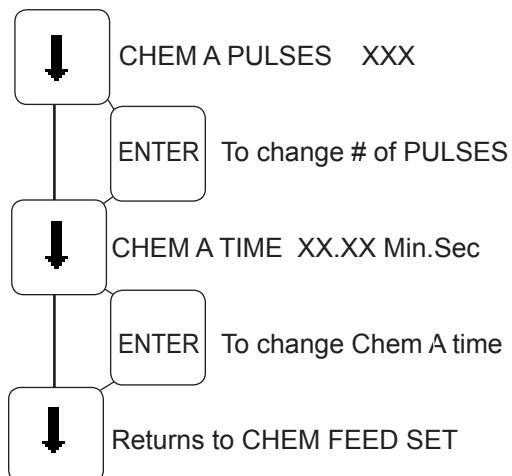 CHEM A PULSES XXX
ENTER To change # of PULSES
CHEM A TIME XX.XX Min.Sec
ENTER To change Chem A time
Returns to CHEM FEED SET